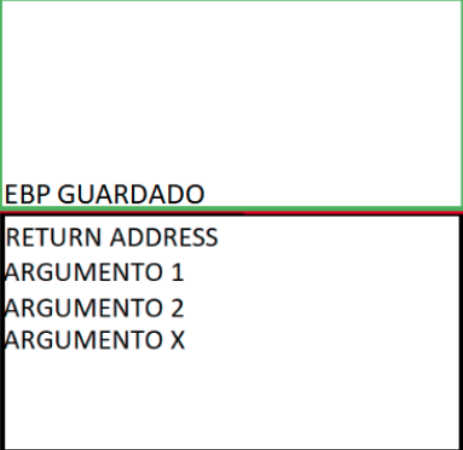 EBP GUARDADO
RETURN ADDRESS
ARGUMENTO 1
ARGUMENTO 2
ARGUMENTO X